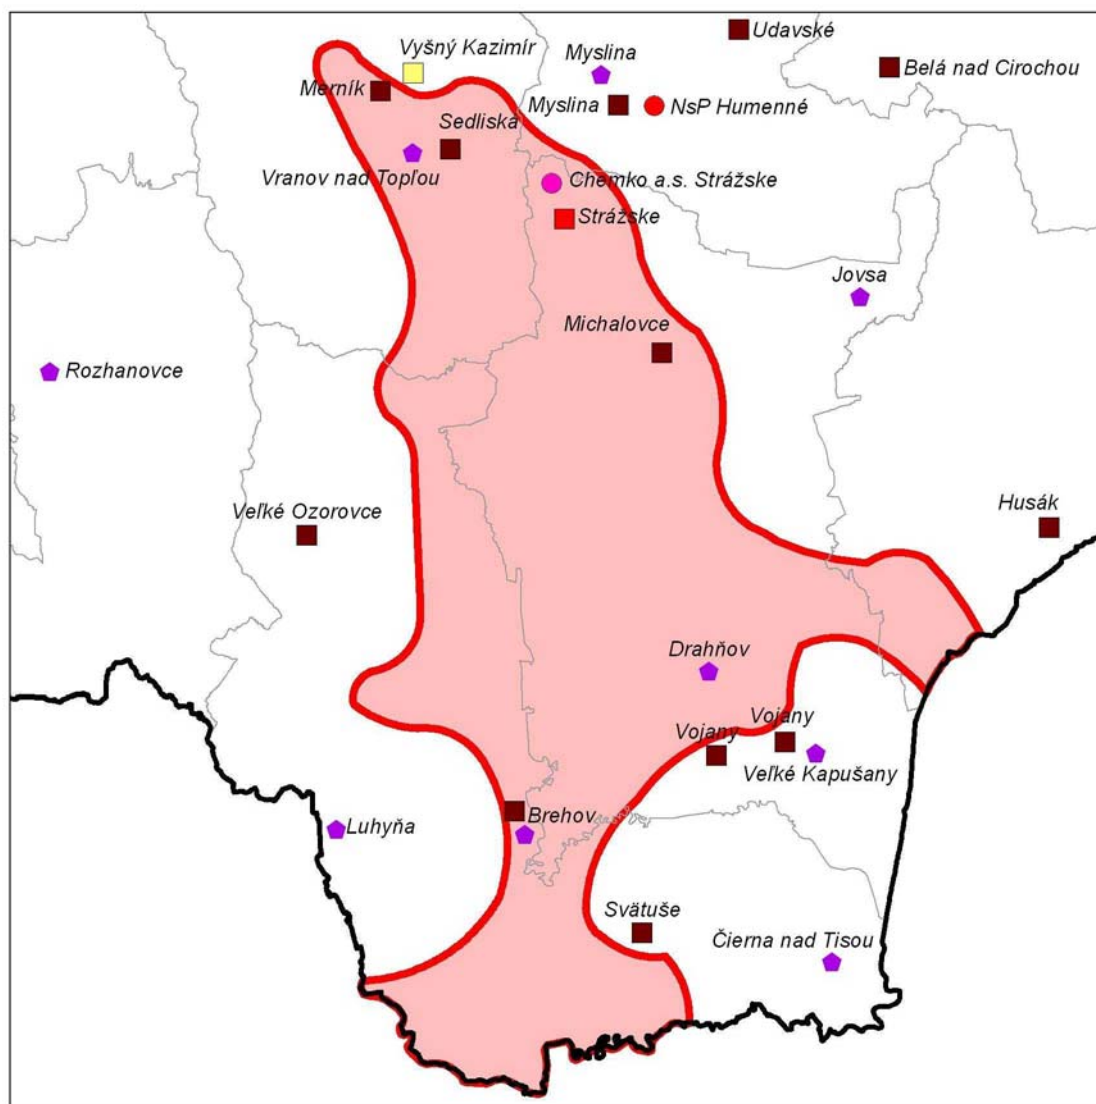 Udavské
Vyšný Kazimír
Myslina
Belá nad Cirochou
Merník
Myslina
NsP Humenné
Sedliská
Vranov nad Topľou
Chemko a.s. Strážske
Strážske
Jovsa
Michalovce
Rozhanovce
Veľké Ozorovce
Husák
Drahňov
Vojany
Vojany
Veľké Kapušany
Brehov
Luhyňa
Svätuše
Čierna nad Tisou